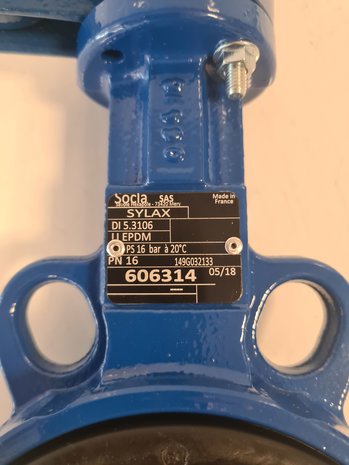 Socla SAS
Made in
France
SYLAX
DI 5.3106
LI EPDM
PS 16 bar à 20°C
PN 16 149G032133
606314 05/18